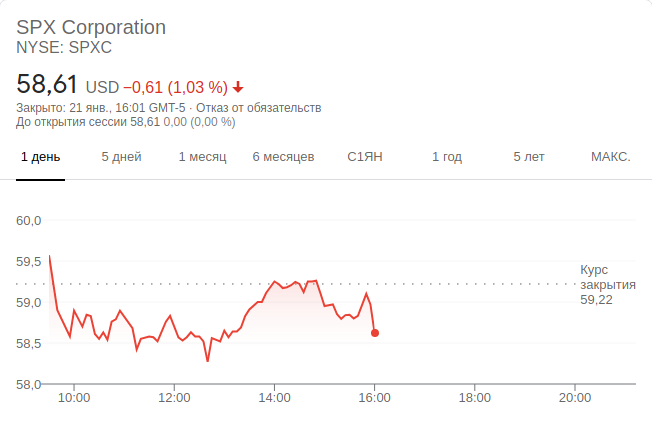 SPX Corporation
NYSE: SPXC
58,61 USD −0,61 (1,03 %)
Закрыто: 21 янв., 16:01 GMT-5 · Отказ от обязательств
До открытия сессии 58,61 0,00 (0,00 %)
1 день 5 дней 1 месяц 6 месяцев С1ЯН 1 год 5 лет МАКС.
60,0
59,5
Курс
закрытия
59,22
59,0
58,5
58,0
10:00 12:00 14:00 16:00 18:00 20:00